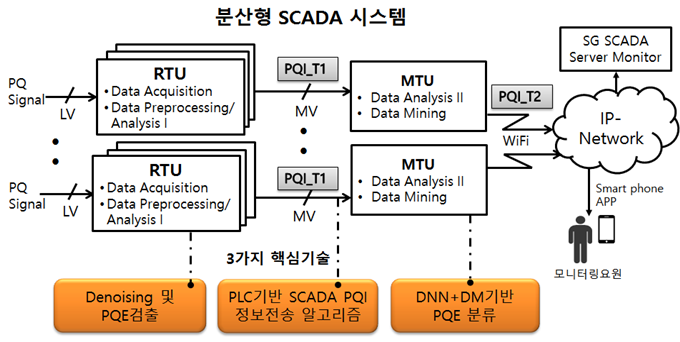 분산형 SCADA 시스템
PQ
Signal
LV
RTU
• Data Acquisition
• Data Preprocessing/
Analysis I
PQI_T1
MV
MTU
• Data Analysis II
• Data Mining
PQI_T2
WiFi
SG SCADA
Server Monitor
IP-
Network
PQ
Signal
LV
RTU
• Data Acquisition
• Data Preprocessing/
Analysis I
PQI_T1
MV
MTU
• Data Analysis II
• Data Mining
Smart phone
APP
모니터링요원
3가지 핵심기술
Denoising 및
PQE검출
PLC기반 SCADA PQI
정보전송 알고리즘
DNN+DM기반
PQE 분류